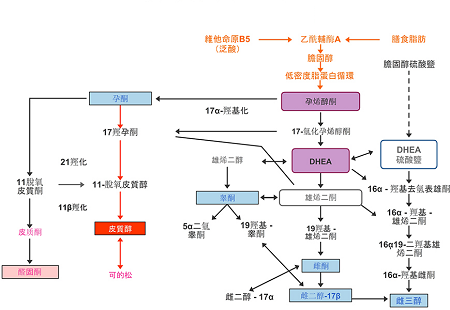 維他命原B5
(泛酸)
乙酰輔酶A
膳食脂肪
膽固醇
膽固醇硫酸鹽
低密度脂蛋白循環
孕酮
孕烯醇酮
17α-羥基化
17羥孕酮
17-氫化孕烯醇酮
DHEA
硫酸鹽
雄烯二醇
DHEA
21羥化
11脫氧
皮質酮
11-脫氧皮質醇
16α - 羥基去氫表雄酮
睾酮
雄烯二酮
11β羥化
16α - 羥基 -
雄烯二酮
皮质酮
皮質醇
5α二氫
睾酮
19羥基 -
睾酮
19羥基 -
雄烯二酮
16α19-二羥基雄
烯二酮
醛固酮
可的松
雌酮
16α-羥基雌酮
雌二醇 - 17α
雌二醇-17β
雌三醇